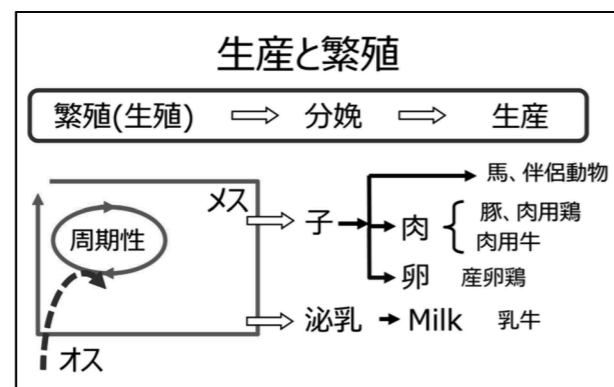 生産と繁殖
繁殖(生殖) ⇨ 分娩 ⇨ 生産
馬、伴侶動物
メス
子
肉
豚、肉用鶏
肉用牛
周期性
卵 産卵鶏
泌乳 Milk 乳牛
オス